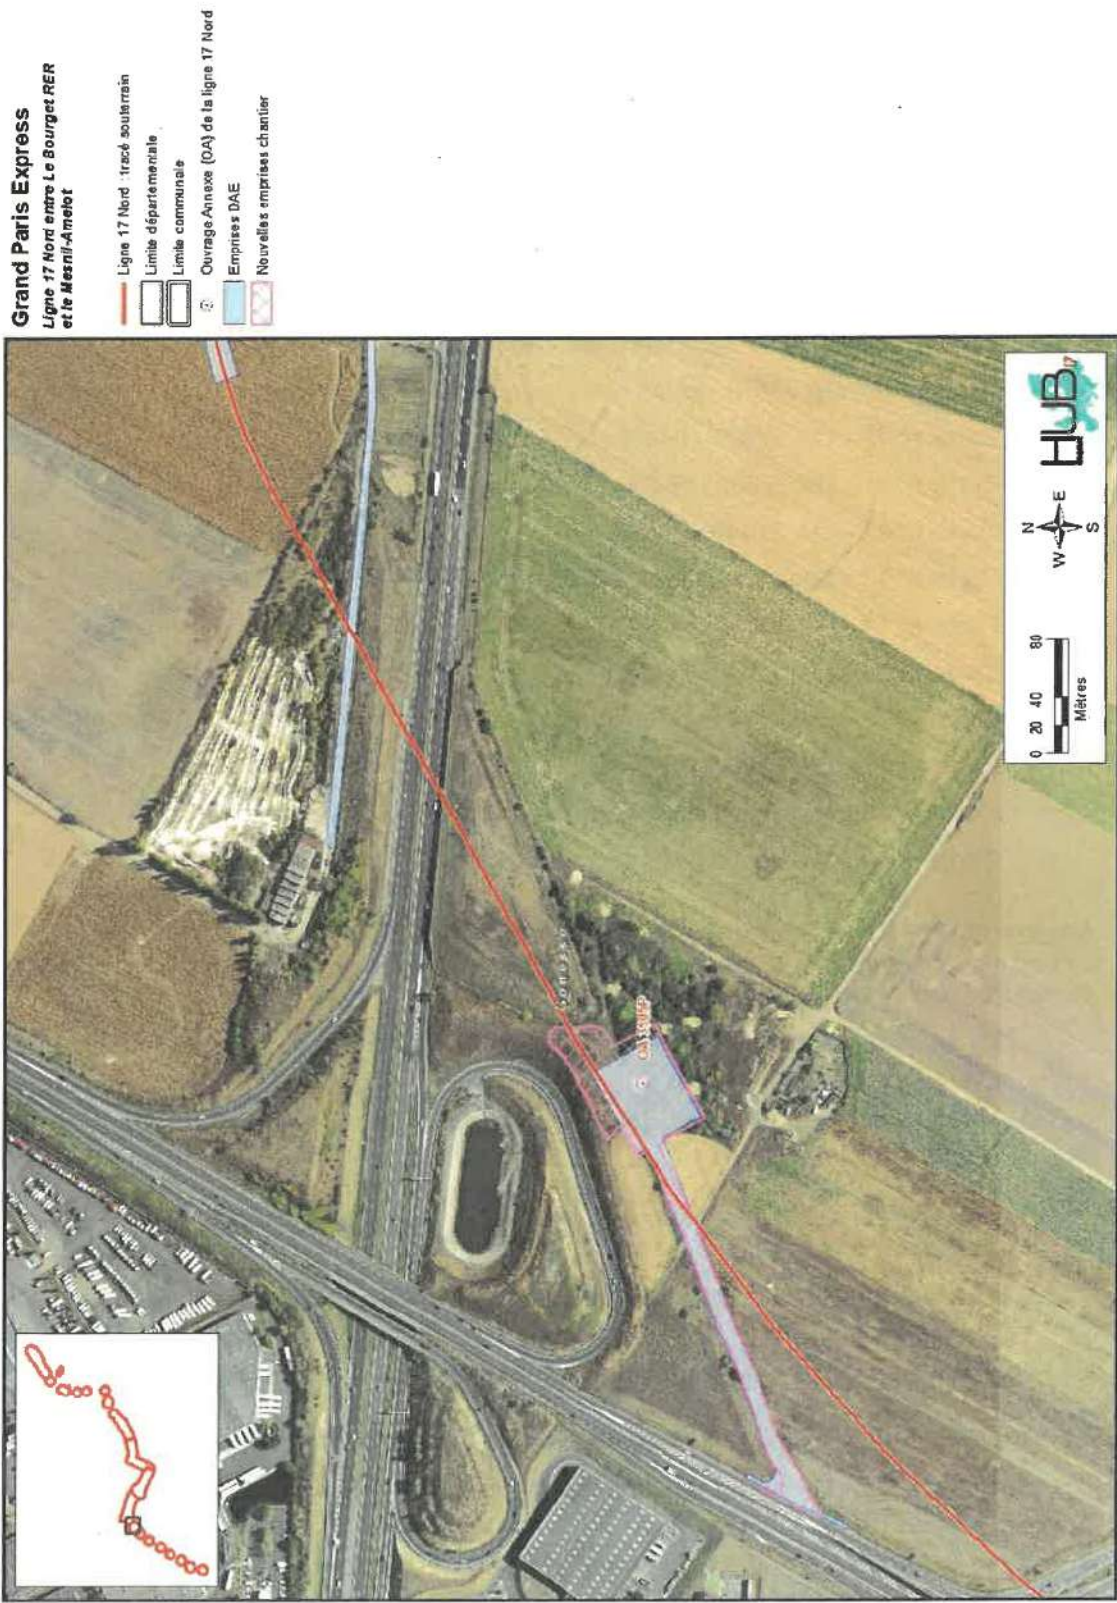 Grand Paris Express
Ligne 17 Nord entre Le Bourget RER
et le Mesnil-Amelot
Ligne 17 Nord : tracé souterrain
Limite départementale
Limite communale
Ouvrage Annexe (OA) de la ligne 17 Nord
Emprises DAE
Nouvelles emprises chantier
N
W E
S
0 20 40 80
Mètres
HUB
17